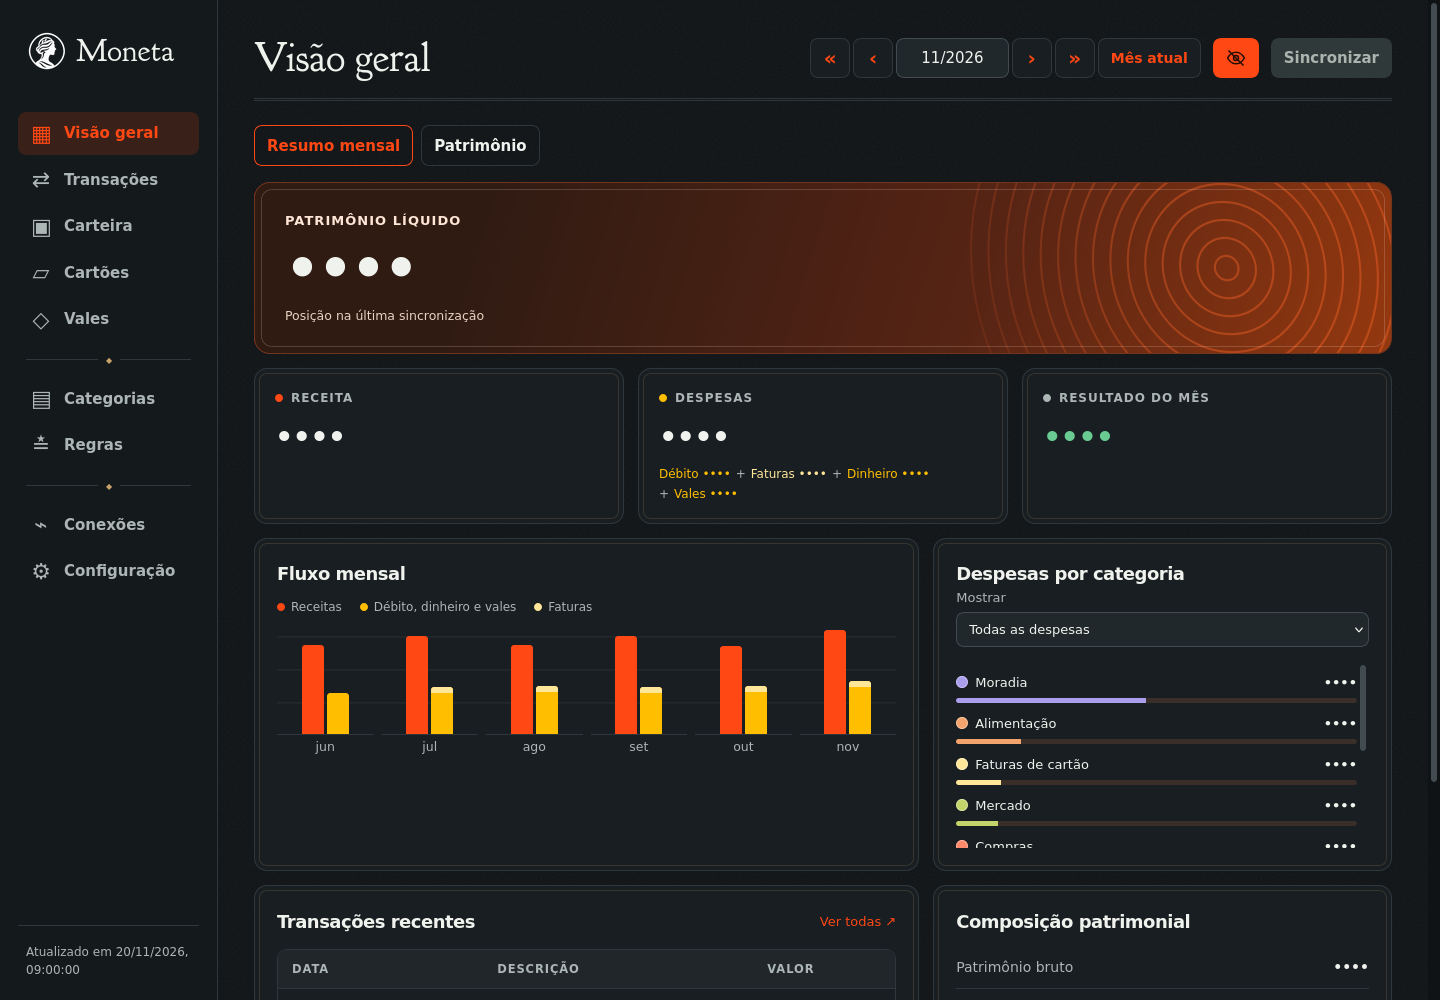 Moneta
Visão geral
Transações
Carteira
Cartões
Vales
Categorias
Regras
Conexões
Configuração
Atualizado em 20/11/2026,
09:00:00
Visão geral
« ‹ 11/2026 › » Mês atual Sincronizar
Resumo mensal Patrimônio
PATRIMÔNIO LÍQUIDO
••••
Posição na última sincronização
RECEITA
••••
DESPESAS
••••
Débito •••• + Faturas •••• + Dinheiro ••••
+ Vales ••••
RESULTADO DO MÊS
••••
Fluxo mensal
Receitas Débito, dinheiro e vales Faturas
jun jul ago set out nov
Despesas por categoria
Mostrar
Todas as despesas
Moradia ••••
Alimentação ••••
Faturas de cartão ••••
Mercado ••••
Compras ••••
Transações recentes Ver todas ↗
DATA DESCRIÇÃO VALOR
Composição patrimonial
Patrimônio bruto ••••